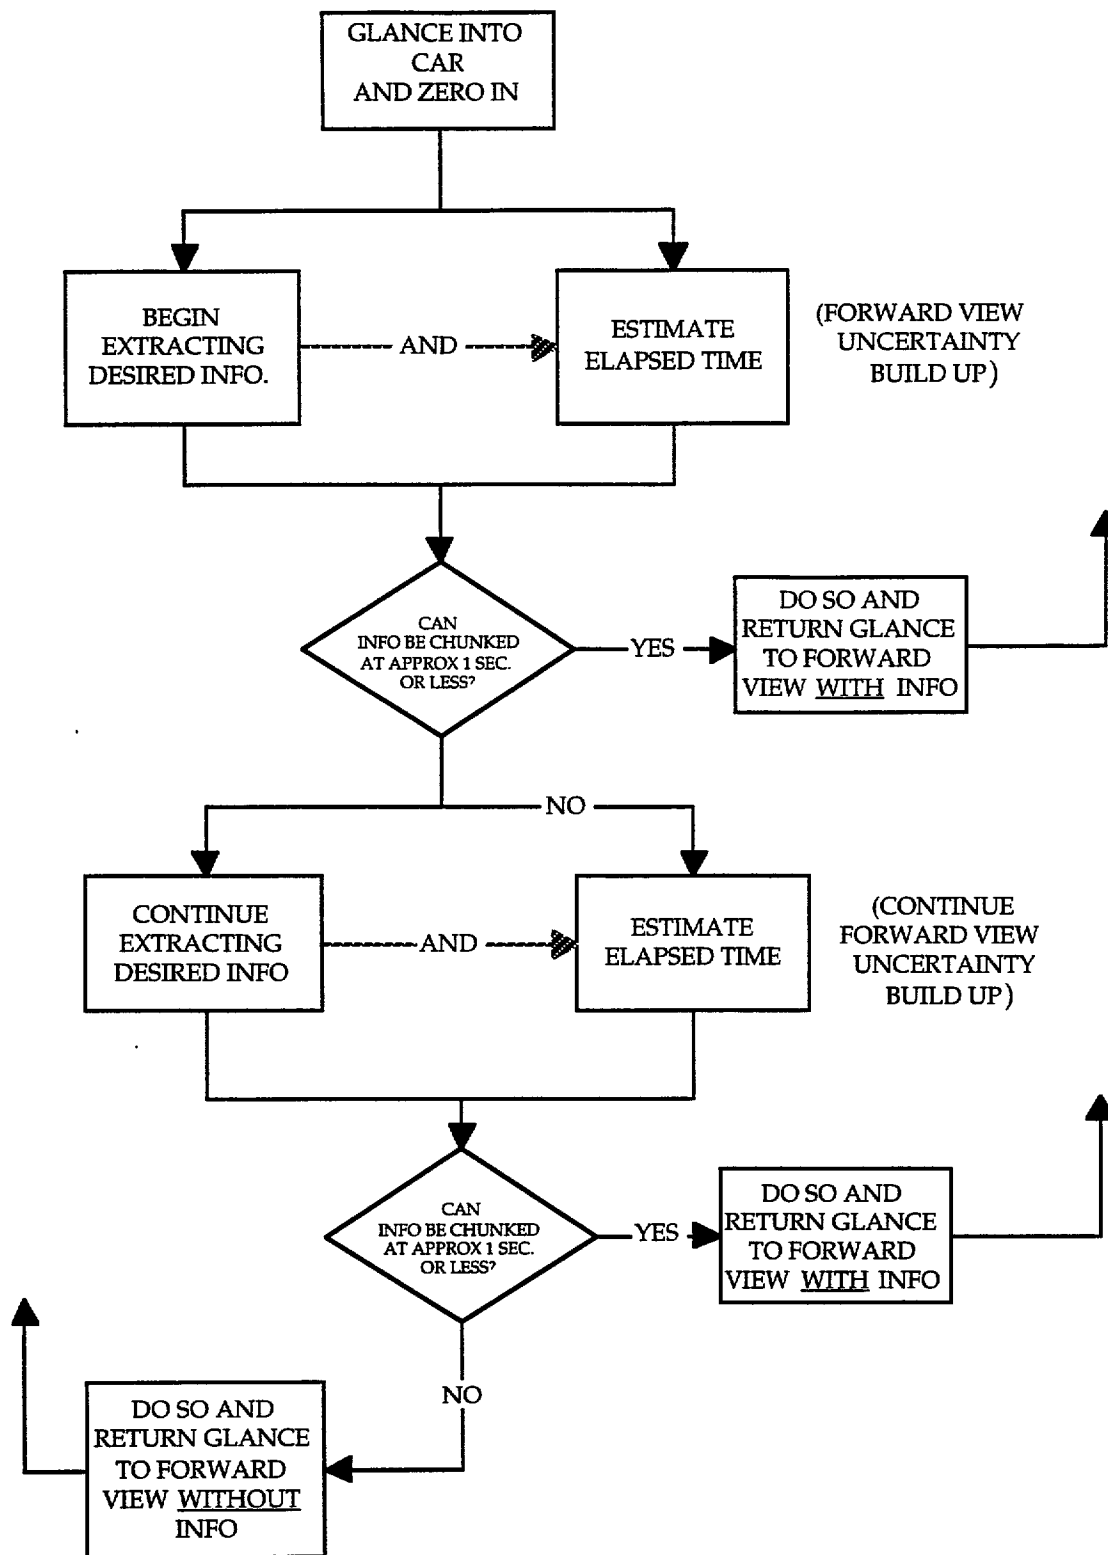 GLANCE INTO
CAR
AND ZERO IN
BEGIN
EXTRACTING
DESIRED INFO.
AND
ESTIMATE
ELAPSED TIME
(FORWARD VIEW
UNCERTAINTY
BUILD UP)
CAN
INFO BE CHUNKED
AT APPROX 1 SEC.
OR LESS?
YES
DO SO AND
RETURN GLANCE
TO FORWARD
VIEW WITH INFO
NO
CONTINUE
EXTRACTING
DESIRED INFO
AND
ESTIMATE
ELAPSED TIME
(CONTINUE
FORWARD VIEW
UNCERTAINTY
BUILD UP)
CAN
INFO BE CHUNKED
AT APPROX 1 SEC.
OR LESS?
YES
DO SO AND
RETURN GLANCE
TO FORWARD
VIEW WITH INFO
NO
DO SO AND
RETURN GLANCE
TO FORWARD
VIEW WITHOUT
INFO